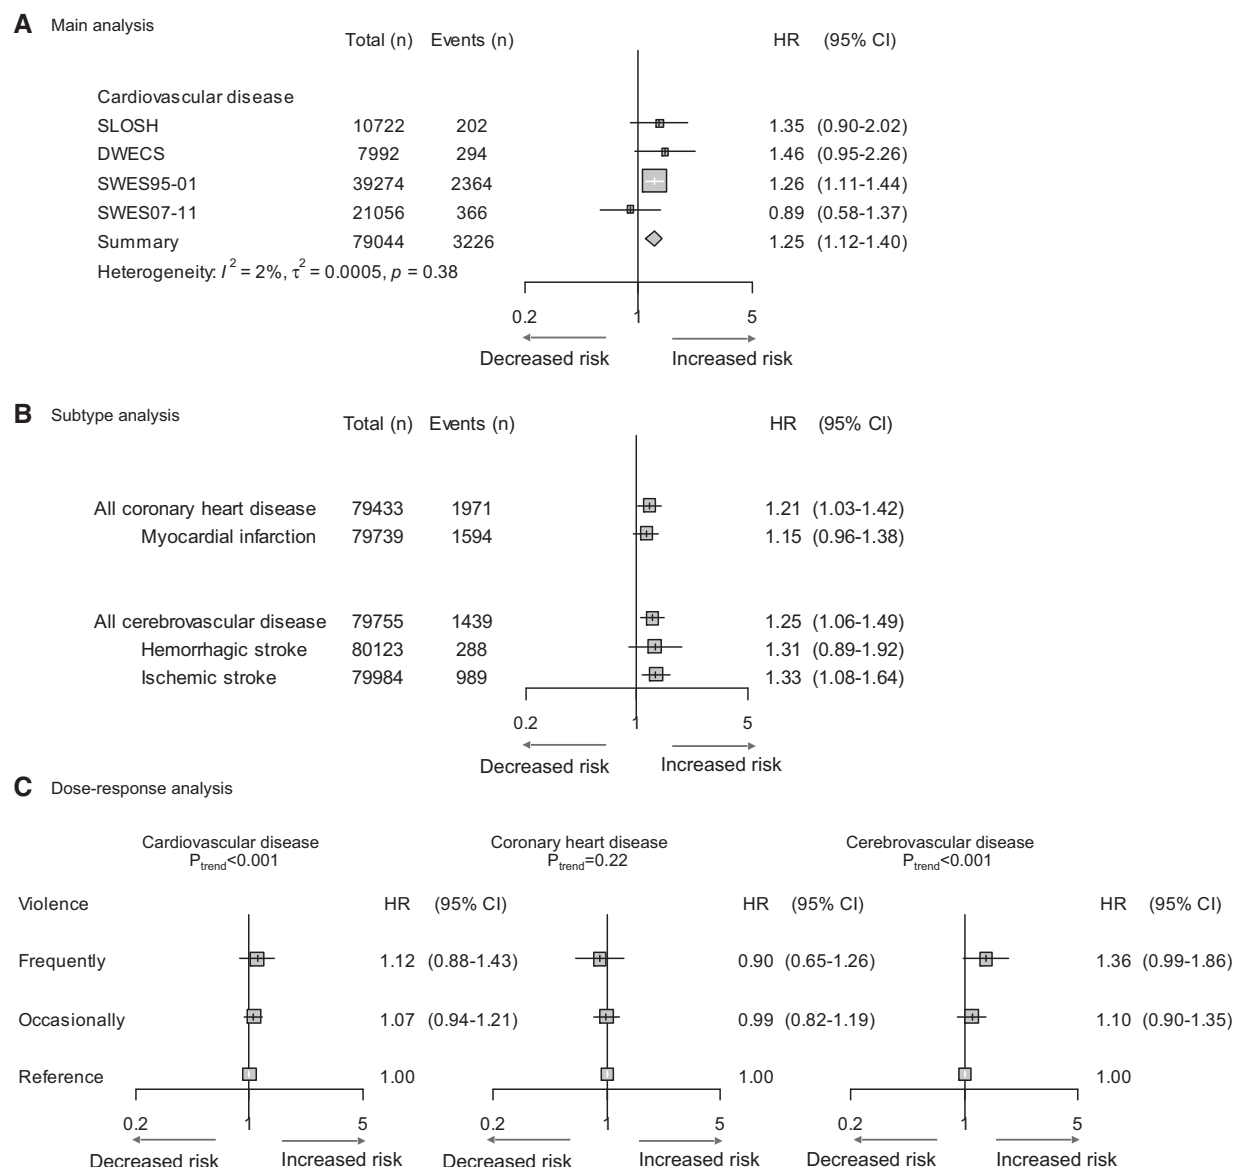 A Main analysis
Total (n) Events (n) HR (95% CI)
Cardiovascular disease
SLOSH 10722 202 1.35 (0.90-2.02)
DWECS 7992 294 1.46 (0.95-2.26)
SWES95-01 39274 2364 1.26 (1.11-1.44)
SWES07-11 21056 366 0.89 (0.58-1.37)
Summary 79044 3226 1.25 (1.12-1.40)
Heterogeneity: I² = 2%, τ² = 0.0005, p = 0.38
0.2 1 5
Decreased risk Increased risk
B Subtype analysis
Total (n) Events (n) HR (95% CI)
All coronary heart disease 79433 1971 1.21 (1.03-1.42)
Myocardial infarction 79739 1594 1.15 (0.96-1.38)
All cerebrovascular disease 79755 1439 1.25 (1.06-1.49)
Hemorrhagic stroke 80123 288 1.31 (0.89-1.92)
Ischemic stroke 79984 989 1.33 (1.08-1.64)
0.2 1 5
Decreased risk Increased risk
C Dose-response analysis
Cardiovascular disease Coronary heart disease Cerebrovascular disease
Ptrend<0.001 Ptrend=0.22 Ptrend<0.001
Violence HR (95% CI) HR (95% CI) HR (95% CI)
Frequently 1.12 (0.88-1.43) 0.90 (0.65-1.26) 1.36 (0.99-1.86)
Occasionally 1.07 (0.94-1.21) 0.99 (0.82-1.19) 1.10 (0.90-1.35)
Reference 1.00 1.00 1.00
0.2 1 5 0.2 1 5 0.2 1 5
Decreased risk Increased risk Decreased risk Increased risk Decreased risk Increased risk